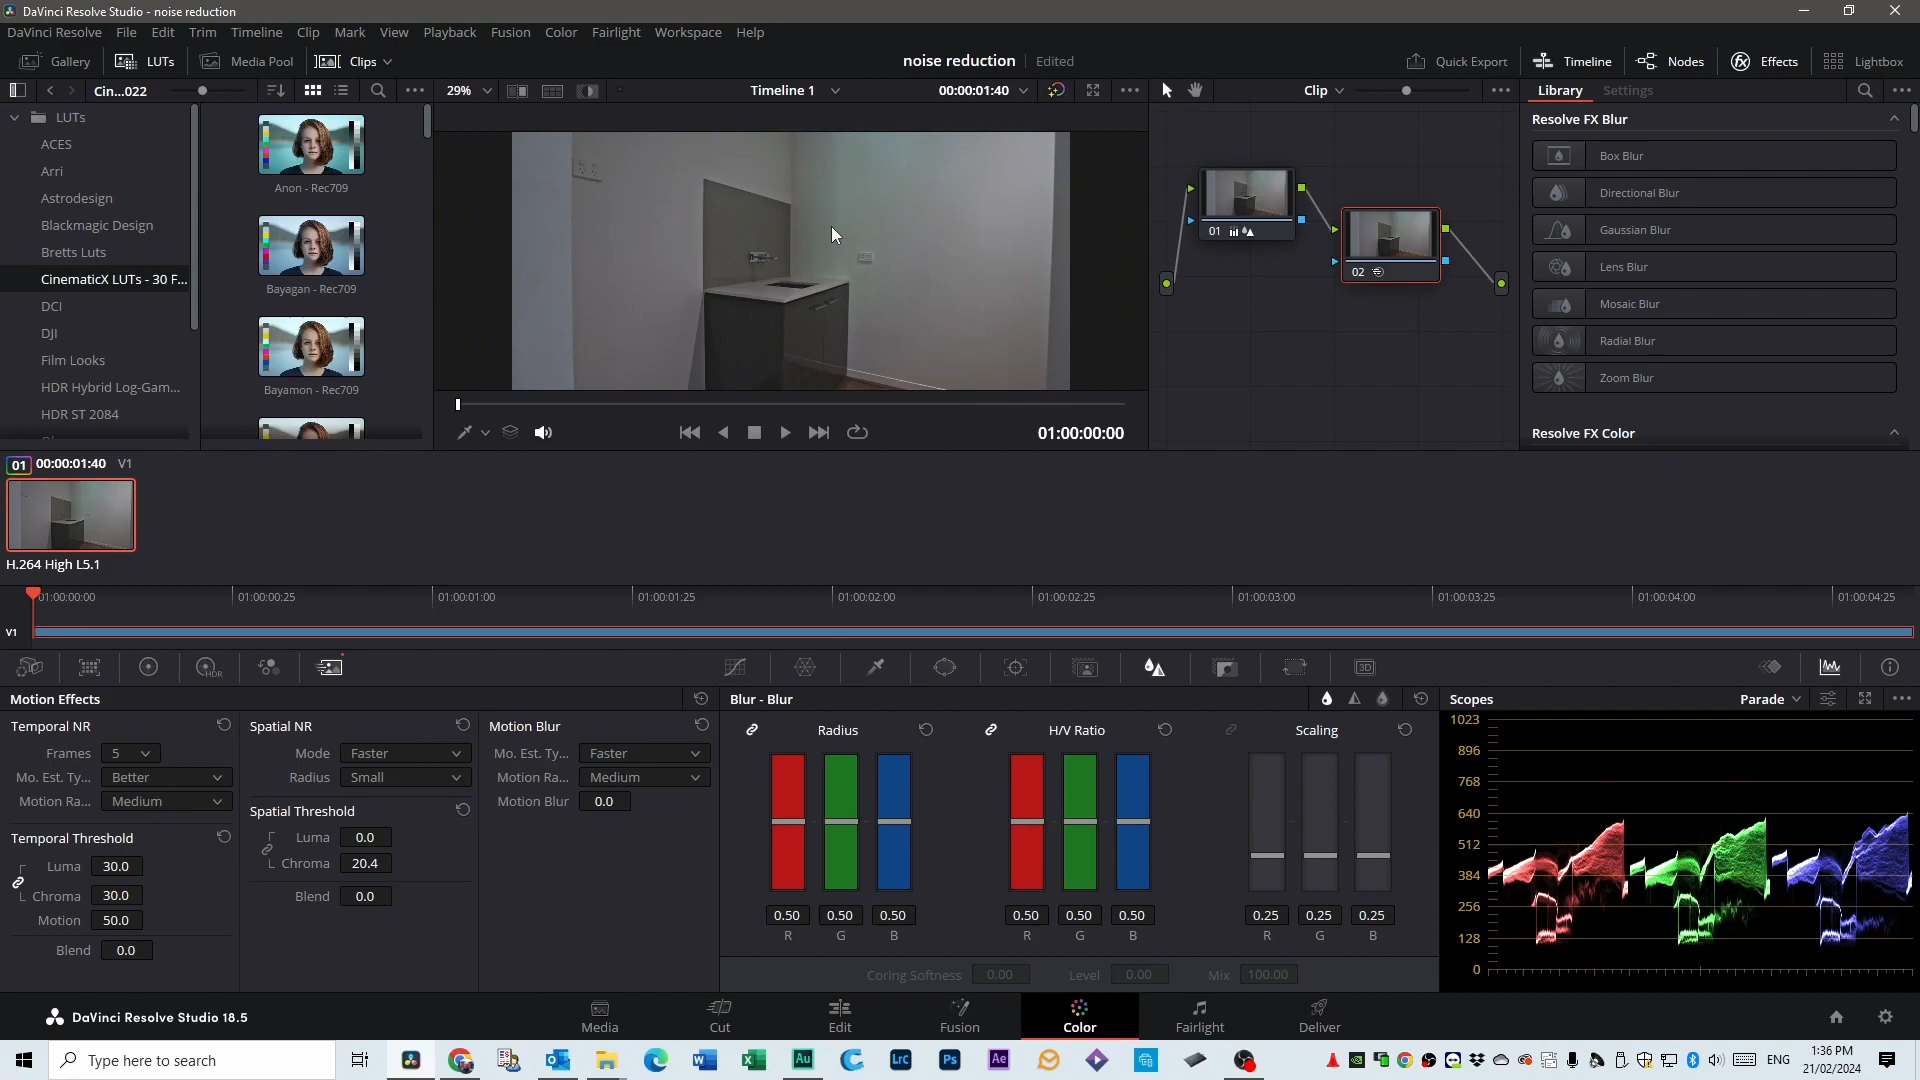 DaVinci Resolve Studio - noise reduction
DaVinci Resolve File Edit Trim Timeline Clip Mark View Playback Fusion Color Fairlight Workspace Help
Gallery LUTs Media Pool Clips noise reduction Edited Quick Export Timeline Nodes Effects Lightbox
Cin...022 29% Timeline 1 00:00:01:40 Clip Library Settings
LUTs
ACES
Arri
Astrodesign
Blackmagic Design
Bretts Luts
CinematicX LUTs - 30 F...
DCI
DJI
Film Looks
HDR Hybrid Log-Gam...
HDR ST 2084
Anon - Rec709
Bayagan - Rec709
Bayamon - Rec709
01:00:00:00
01
02
Resolve FX Blur
Box Blur
Directional Blur
Gaussian Blur
Lens Blur
Mosaic Blur
Radial Blur
Zoom Blur
Resolve FX Color
01 00:00:01:40 V1
H.264 High L5.1
01:00:00:00 01:00:00:25 01:00:01:00 01:00:01:25 01:00:02:00 01:00:02:25 01:00:03:00 01:00:03:25 01:00:04:00 01:00:04:25
V1
HDR
3D
Motion Effects
Temporal NR
Frames 5
Mo. Est. Ty... Better
Motion Ra... Medium
Temporal Threshold
Luma 30.0
Chroma 30.0
Motion 50.0
Blend 0.0
Spatial NR
Mode Faster
Radius Small
Spatial Threshold
Luma 0.0
Chroma 20.4
Blend 0.0
Motion Blur
Mo. Est. Ty... Faster
Motion Ra... Medium
Motion Blur 0.0
Blur - Blur
Radius H/V Ratio Scaling
0.50 0.50 0.50 0.50 0.50 0.50 0.25 0.25 0.25
R G B R G B R G B
Coring Softness 0.00 Level 0.00 Mix 100.00
Scopes Parade
1023
896
768
640
512
384
256
128
0
DaVinci Resolve Studio 18.5
Media Cut Edit Fusion Color Fairlight Deliver
Type here to search
Au
Lrc
Ps
Ae
ENG
1:36 PM
21/02/2024